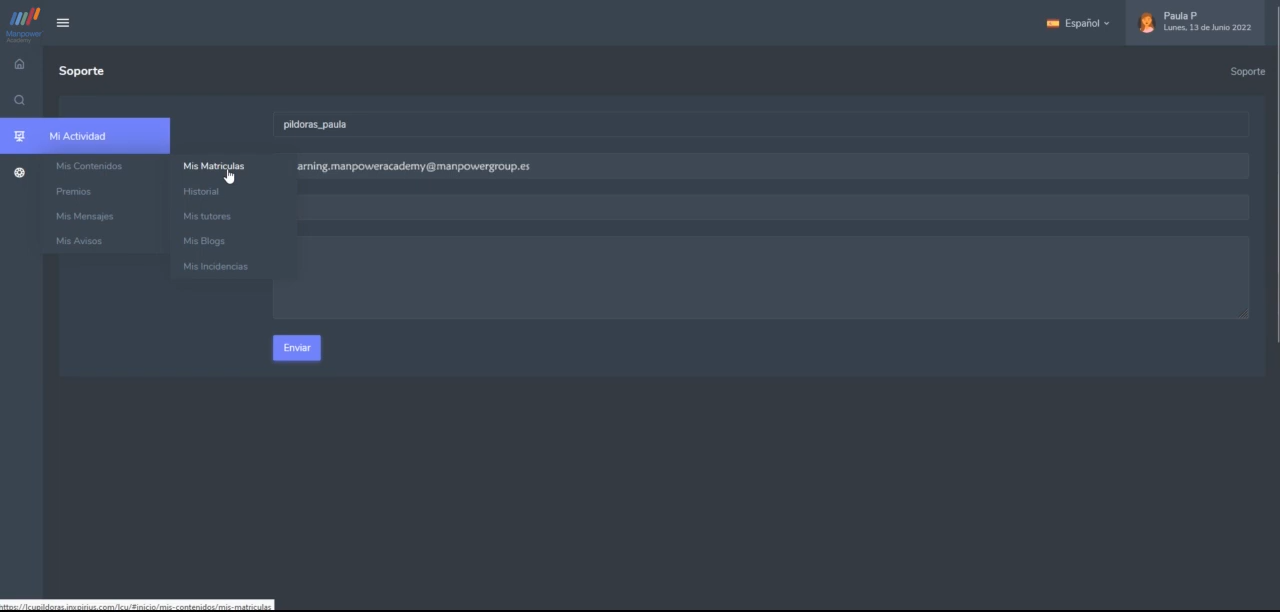 Manpower
Academy
Español
Paula P
Lunes, 13 de Junio 2022
Soporte
Soporte
Mi Actividad
pildoras_paula
Mis Contenidos
Mis Matriculas
arning.manpoweracademy@manpowergroup.es
Premios
Historial
Mis Mensajes
Mis tutores
Mis Avisos
Mis Blogs
Mis Incidencias
Enviar
https://lcupildoras.inxpirius.com/lcu/#inicio/mis-contenidos/mis-matriculas